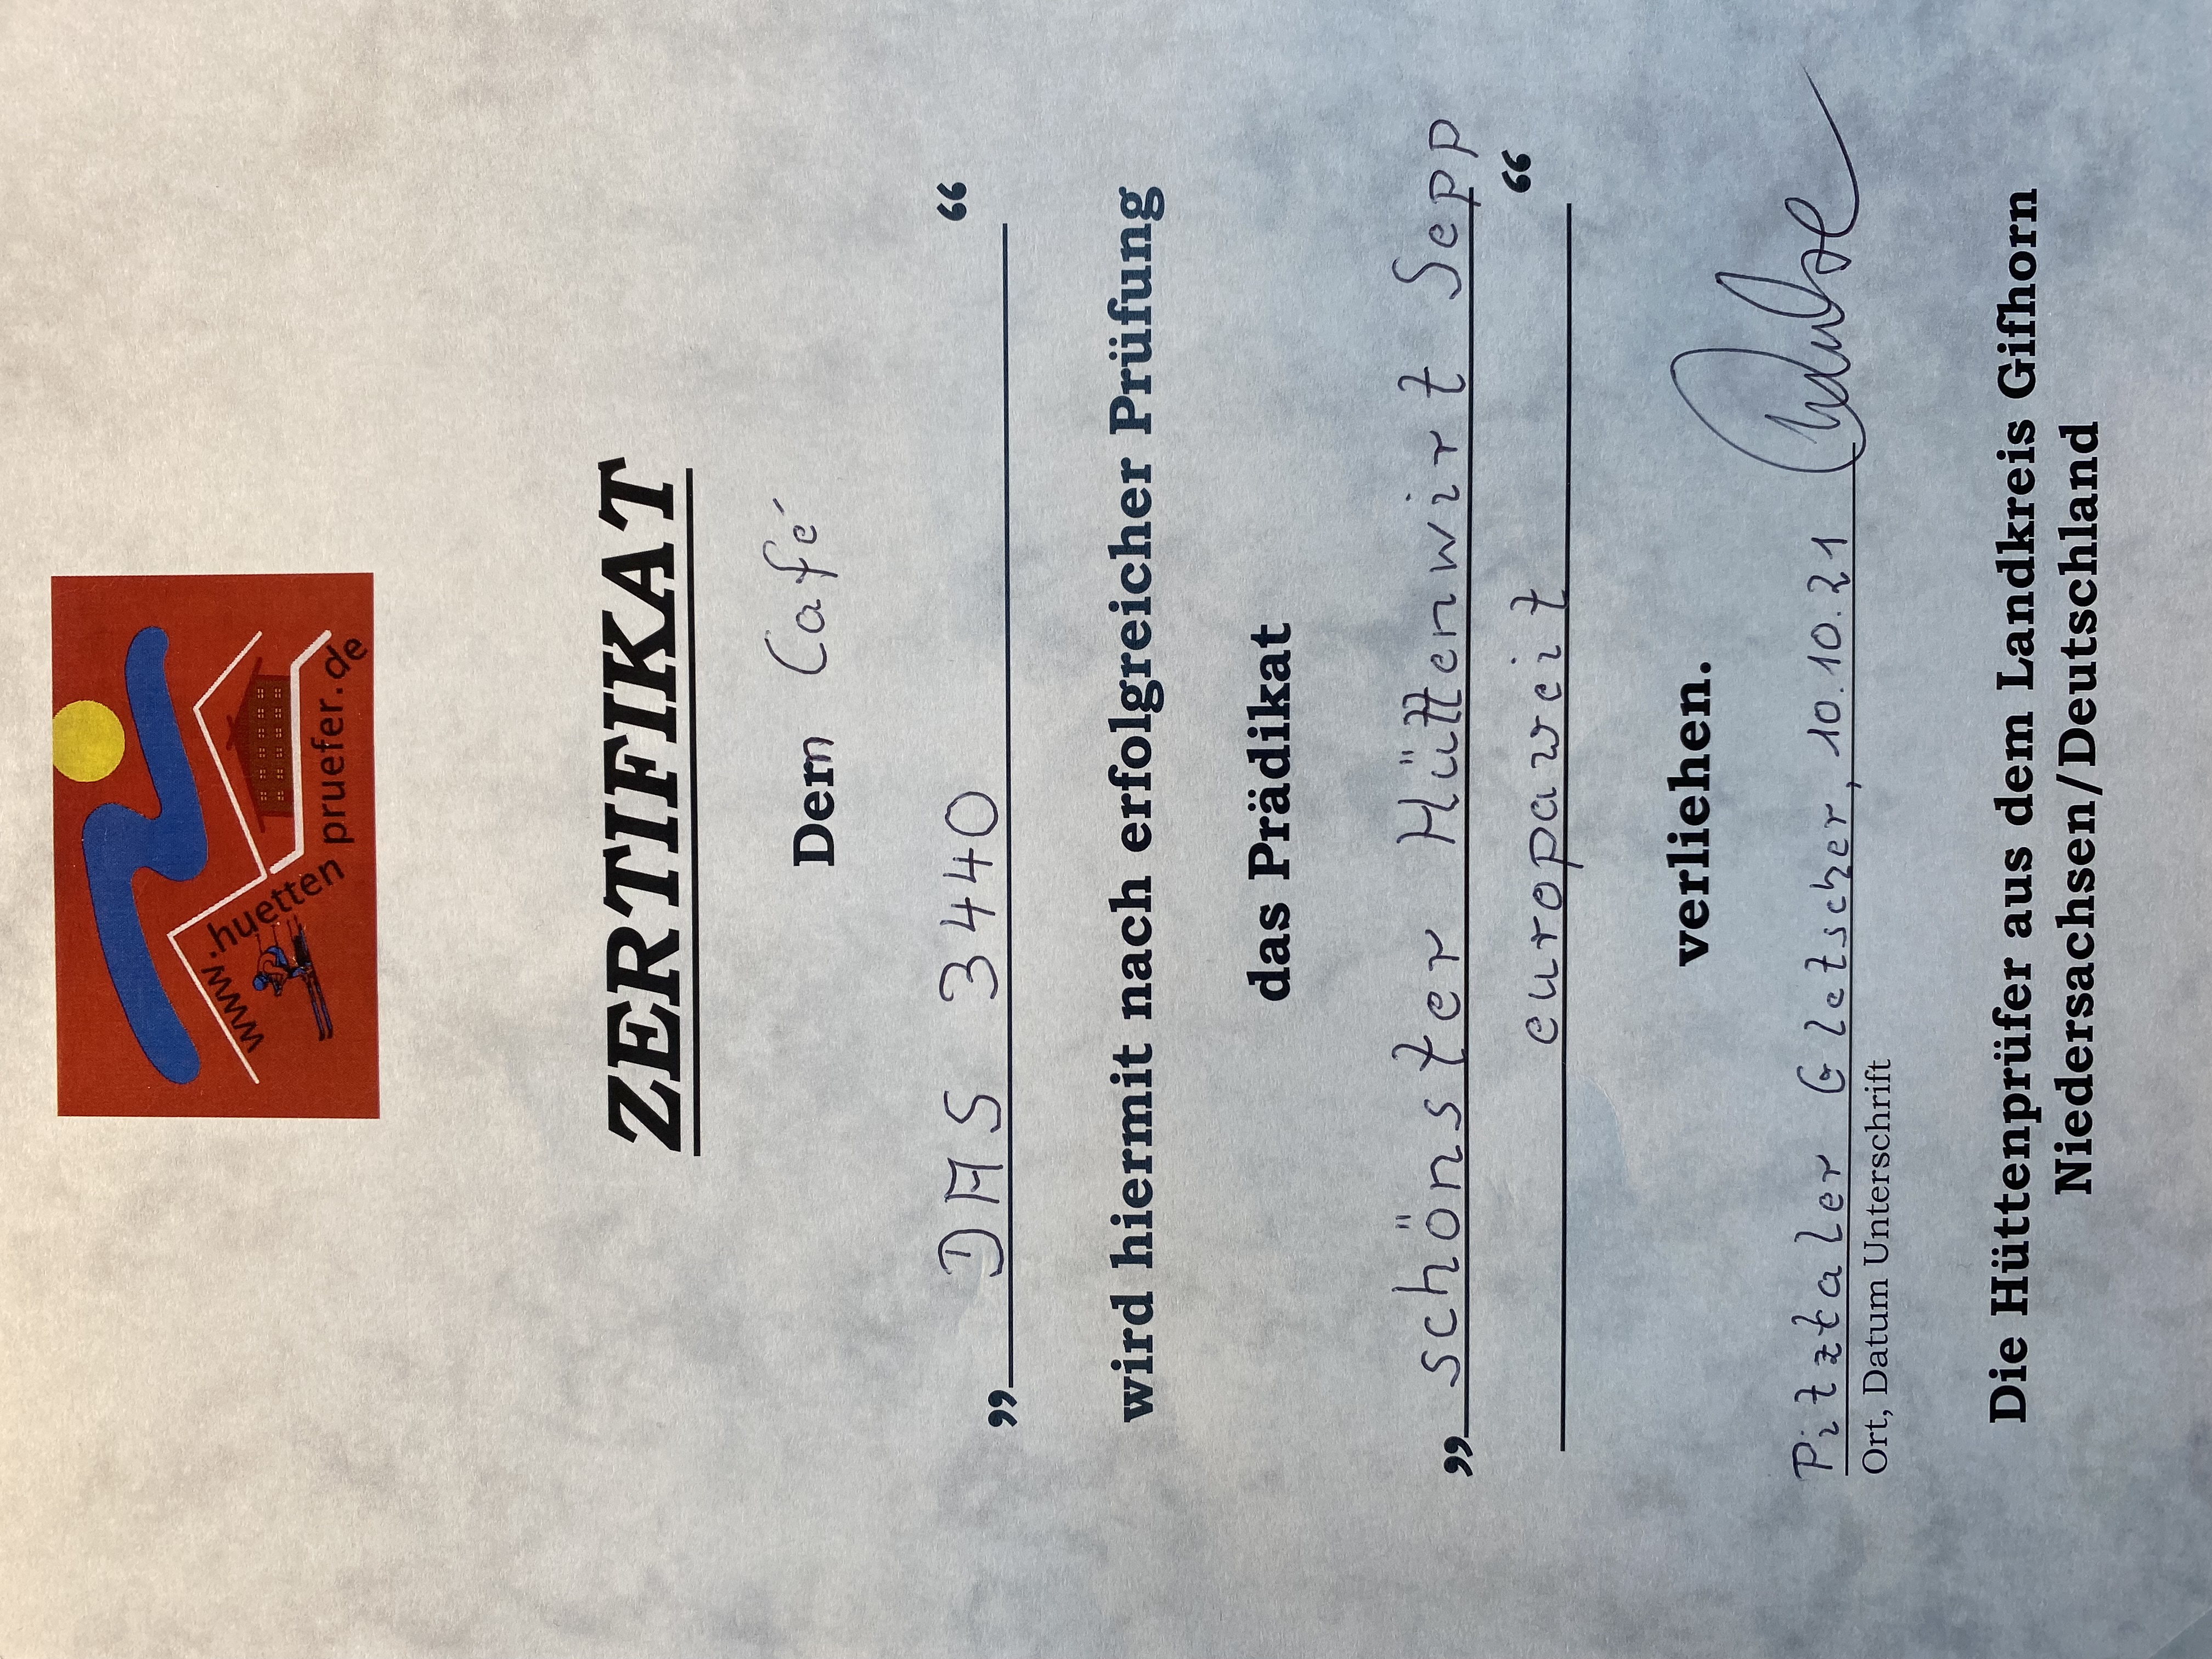 www.huetten pruefer.de
ZERTIFIKAT
Dem Café
„ DAS 3440 “
wird hiermit nach erfolgreicher Prüfung
das Prädikat
„ schönster Hüttenwirt Sepp
europaweit “
verliehen.
Pitztaler Gletscher, 10.10.21
Ort, Datum Unterschrift
Die Hüttenprüfer aus dem Landkreis Gifhorn
Niedersachsen/Deutschland